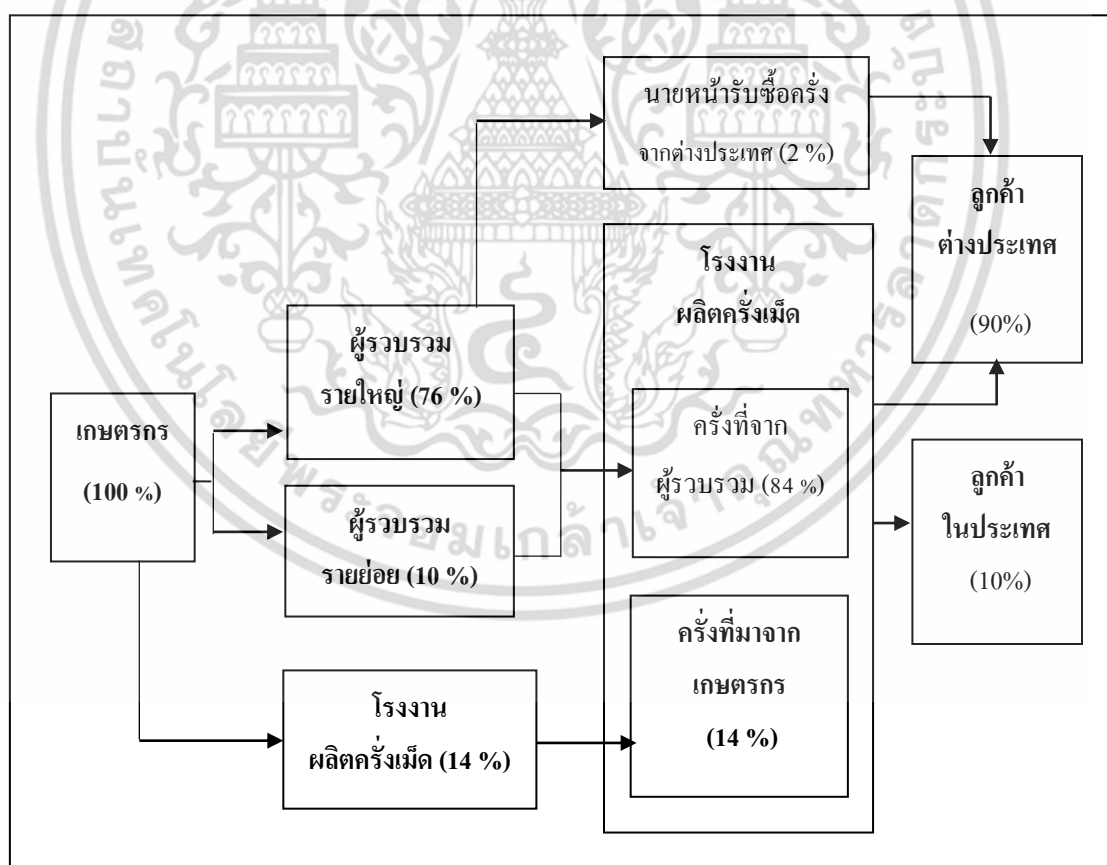 นายหน้ารับซื้อครั่ง
จากต่างประเทศ (2 %)
ลูกค้า
ต่างประเทศ
(90%)
โรงงาน
ผลิตครั่งเม็ด
ผู้รวบรวม
รายใหญ่ (76 %)
เกษตรกร
(100 %)
ครั่งที่จาก
ผู้รวบรวม (84 %)
ลูกค้า
ในประเทศ
(10%)
ผู้รวบรวม
รายย่อย (10 %)
ครั่งที่มาจาก
เกษตรกร
(14 %)
โรงงาน
ผลิตครั่งเม็ด (14 %)